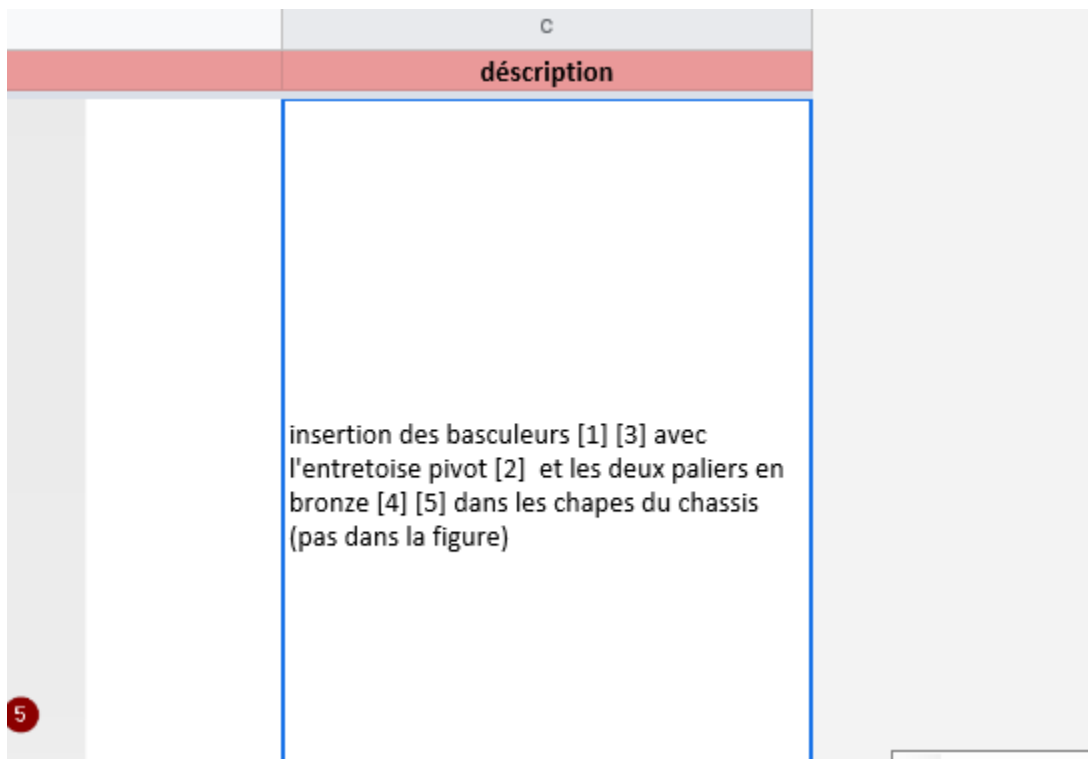 C
déscription
insertion des basculeurs [1] [3] avec
l'entretoise pivot [2]  et les deux paliers en
bronze [4] [5] dans les chapes du chassis
(pas dans la figure)
5